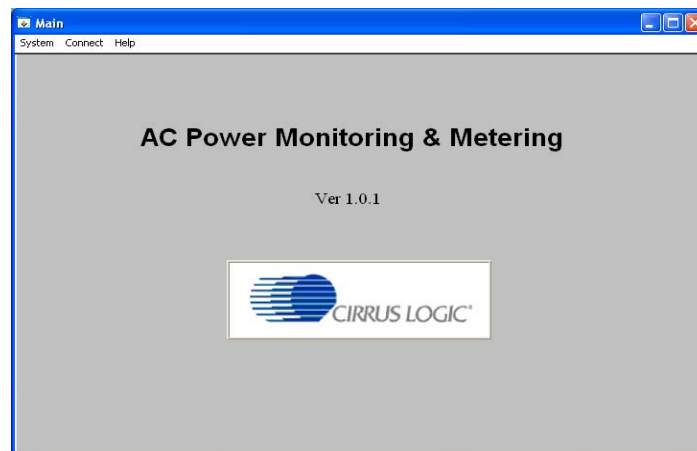 Main
System Connect Help
AC Power Monitoring & Metering
Ver 1.0.1
CIRRUS LOGIC®